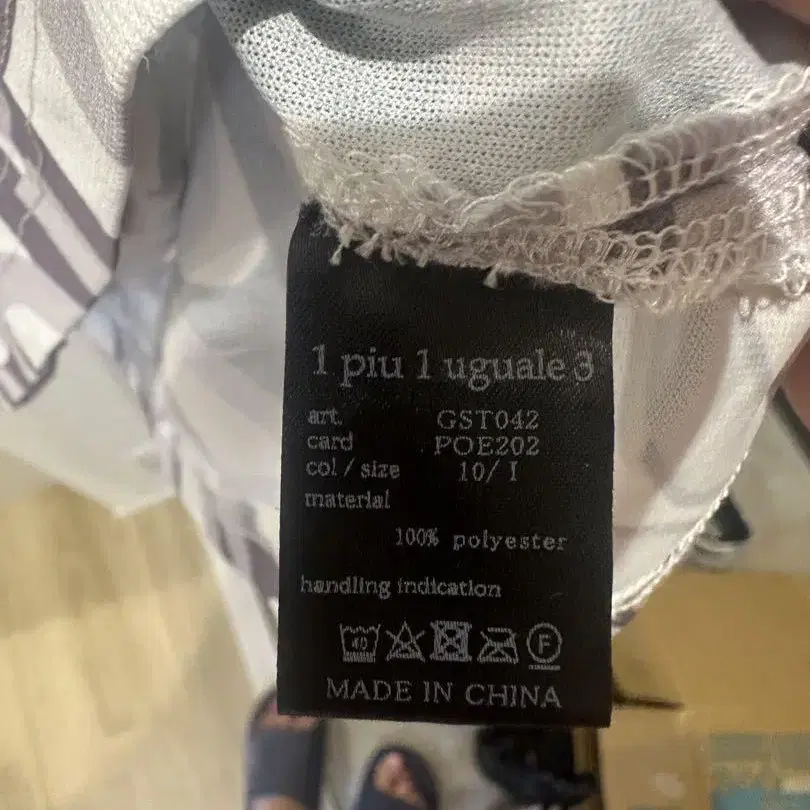 1 piu 1 uguale 3
art. GST042
card POE202
col / size 10/ I
material
100% polyester
handling indication
40 F
MADE IN CHINA